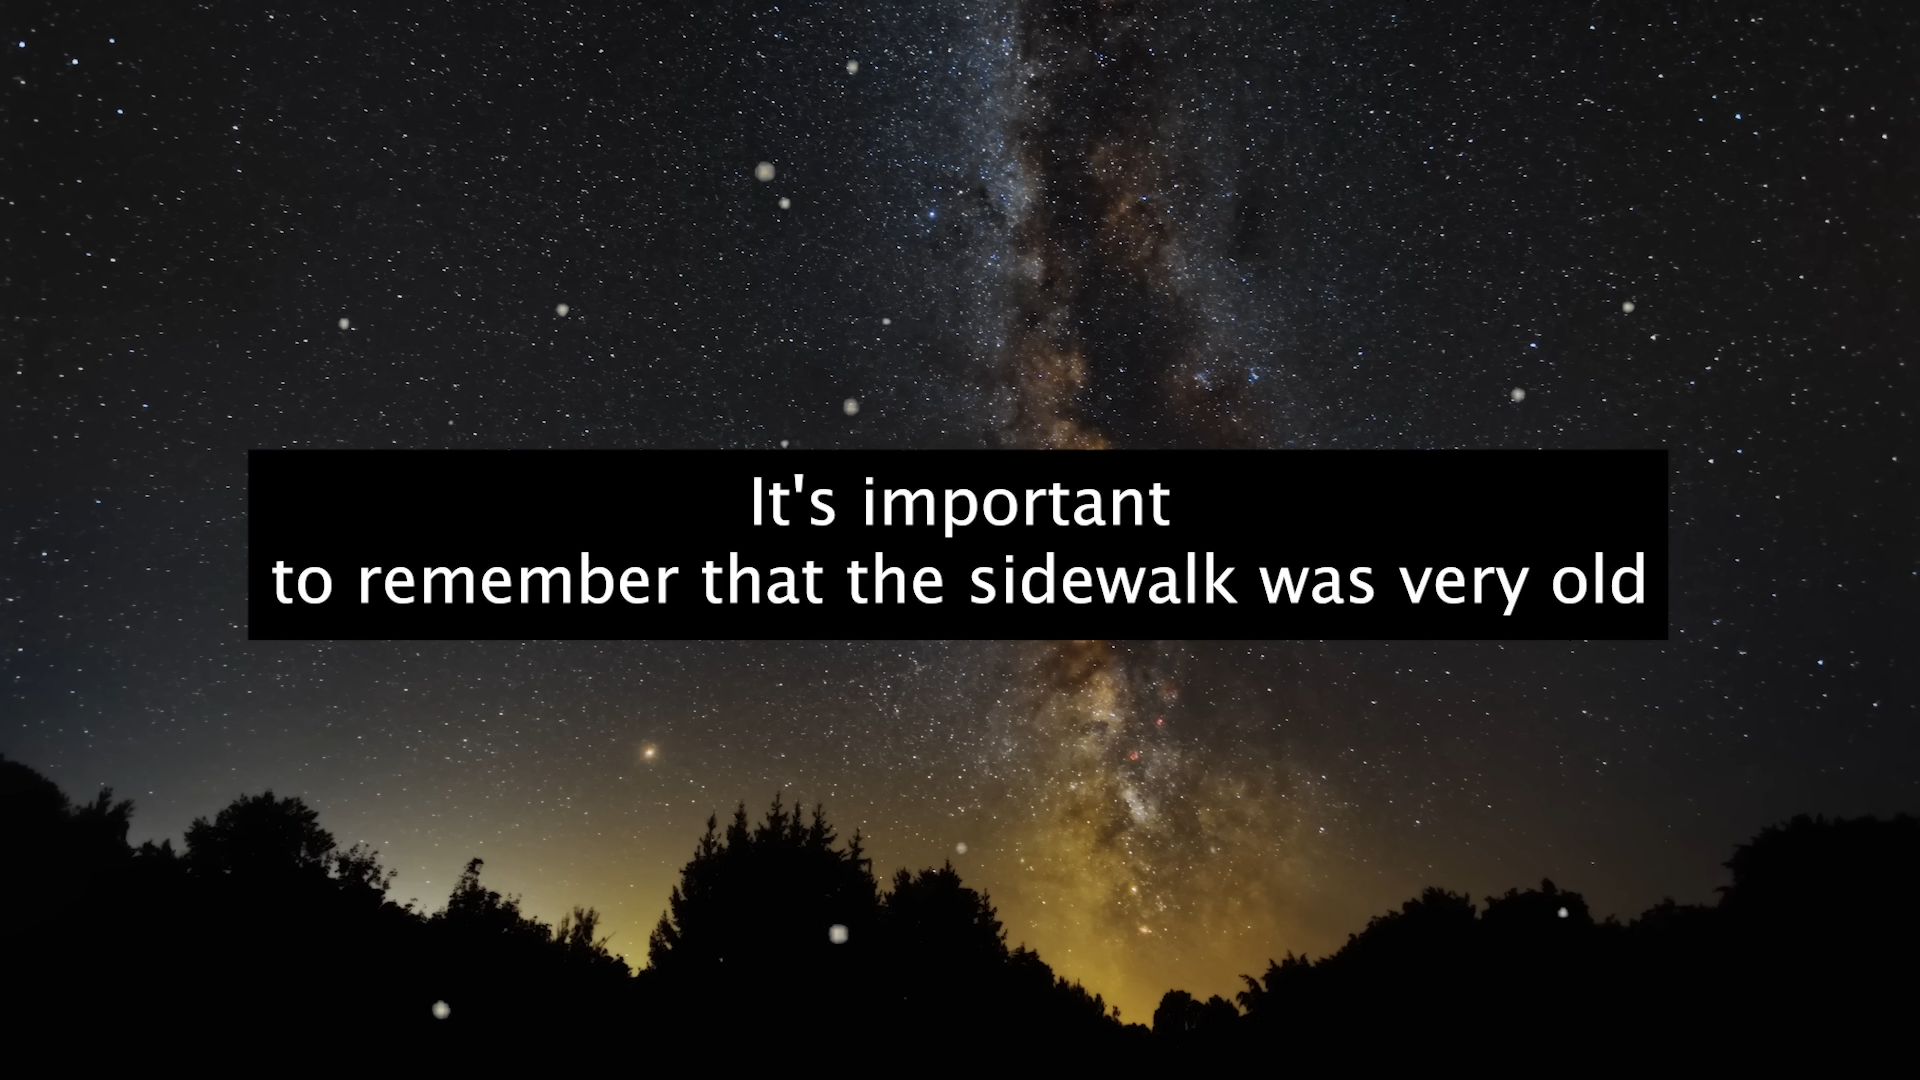 It's important
to remember that the sidewalk was very old